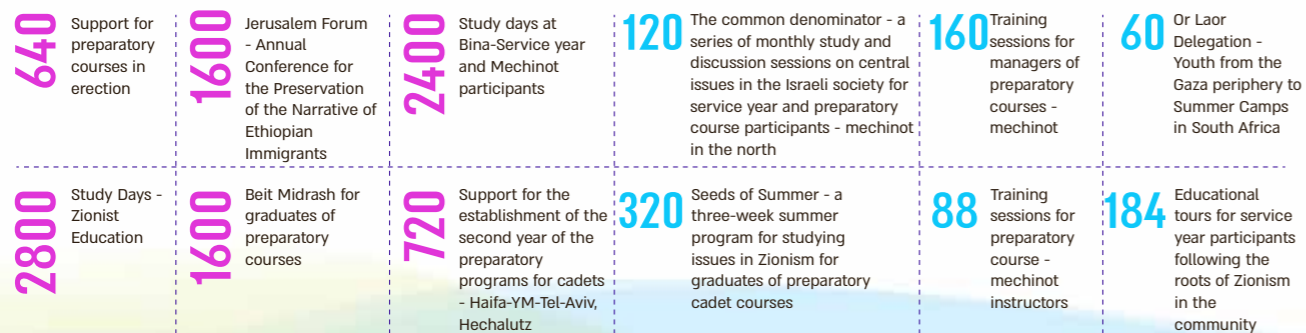 640
Support for
preparatory
courses in
erection
1600
Jerusalem Forum
- Annual
Conference for
the Preservation
of the Narrative of
Ethiopian
Immigrants
2400
Study days at
Bina-Service year
and Mechinot
participants
120
The common denominator - a
series of monthly study and
discussion sessions on central
issues in the Israeli society for
service year and preparatory
course participants - mechinot
in the north
160
Training
sessions for
managers of
preparatory
courses -
mechinot
60
Or Laor
Delegation -
Youth from the
Gaza periphery to
Summer Camps
in South Africa
2800
Study Days -
Zionist
Education
1600
Beit Midrash for
graduates of
preparatory
courses
720
Support for the
establishment of the
second year of the
preparatory
programs for cadets
- Haifa-YM-Tel-Aviv,
Hechalutz
320
Seeds of Summer - a
three-week summer
program for studying
issues in Zionism for
graduates of preparatory
cadet courses
88
Training
sessions for
preparatory
course -
mechinot
instructors
184
Educational
tours for service
year participants
following the
roots of Zionism
in the
community